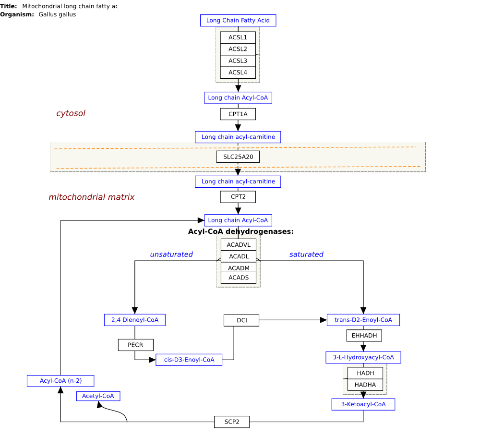 Title: Mitochondrial long chain fatty a
Organism: Gallus gallus
Long Chain Fatty Acid
ACSL1
ACSL2
ACSL3
ACSL4
Long chain Acyl-CoA
cytosol
CPT1A
Long chain acyl-carnitine
SLC25A20
Long chain acyl-carnitine
mitochondrial matrix
CPT2
Long chain Acyl-CoA
Acyl-CoA dehydrogenases:
ACADVL
unsaturated
ACADL
saturated
ACADM
ACADS
2,4-Dienoyl-CoA
DCI
trans-D2-Enoyl-CoA
PECR
EHHADH
cis-D3-Enoyl-CoA
3-L-Hydroxyacyl-CoA
HADH
Acyl-CoA (n-2)
HADHA
Acetyl-CoA
3-Ketoacyl-CoA
SCP2